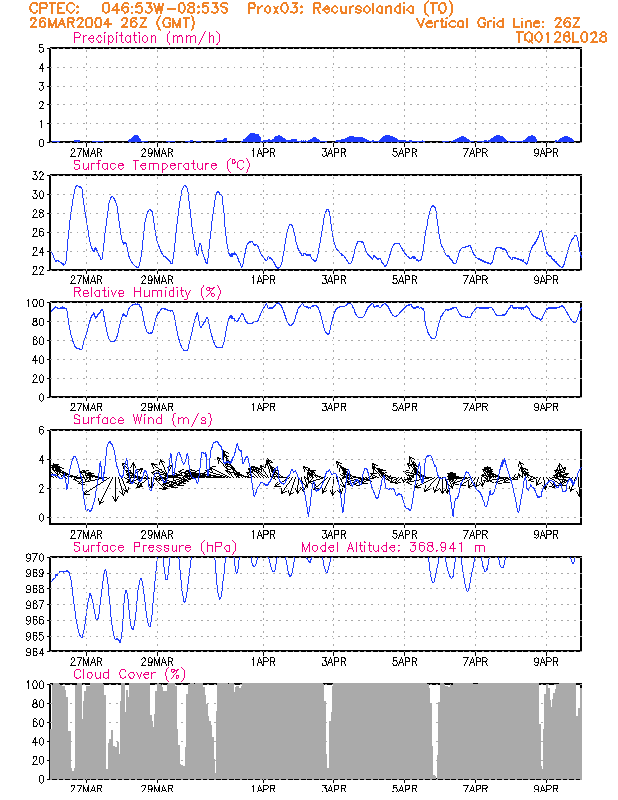 CPTEC: 046:53W-08:53S Prox03: Recursolandia (TO)
26MAR2004 26Z (GMT) Vertical Grid Line: 26Z
Precipitation (mm/h) TQ0126L028
5
4
3
2
1
0
27MAR 29MAR 1APR 3APR 5APR 7APR 9APR
Surface Temperature (°C)
32
30
28
26
24
22
27MAR 29MAR 1APR 3APR 5APR 7APR 9APR
Relative Humidity (%)
100
80
60
40
20
0
27MAR 29MAR 1APR 3APR 5APR 7APR 9APR
Surface Wind (m/s)
6
4
2
0
27MAR 29MAR 1APR 3APR 5APR 7APR 9APR
Surface Pressure (hPa) Model Altitude: 368.941 m
970
969
968
967
966
965
964
27MAR 29MAR 1APR 3APR 5APR 7APR 9APR
Cloud Cover (%)
100
80
60
40
20
0
27MAR 29MAR 1APR 3APR 5APR 7APR 9APR